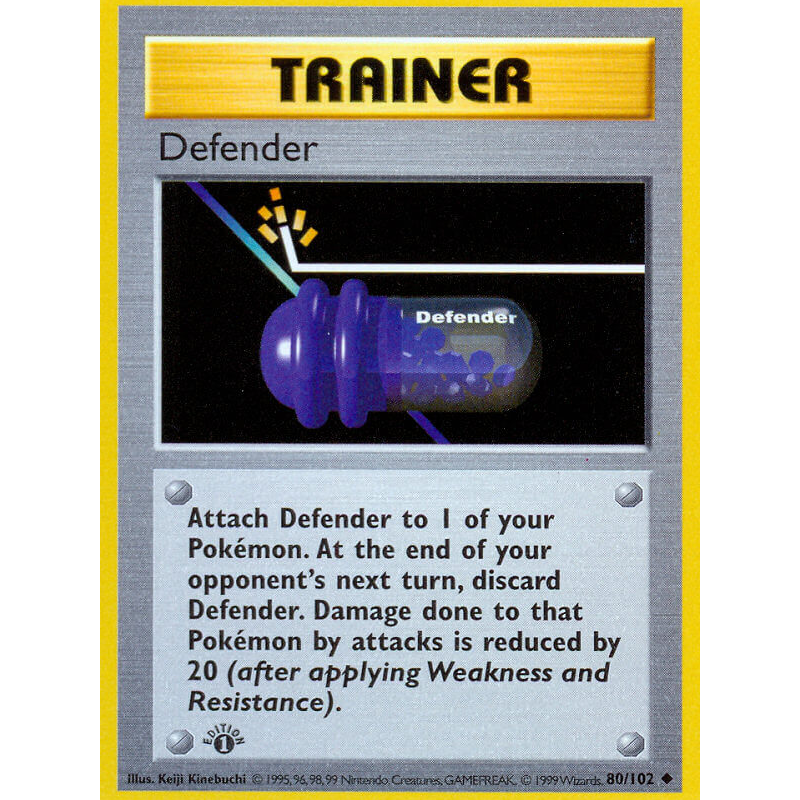 TRAINER
Defender
Defender
Attach Defender to 1 of your
Pokémon. At the end of your
opponent's next turn, discard
Defender. Damage done to that
Pokémon by attacks is reduced by
20 (after applying Weakness and
Resistance).
EDITION
1
Illus. Keiji Kinebuchi © 1995, 96, 98, 99 Nintendo, Creatures, GAMEFREAK. © 1999 Wizards. 80/102 ◆